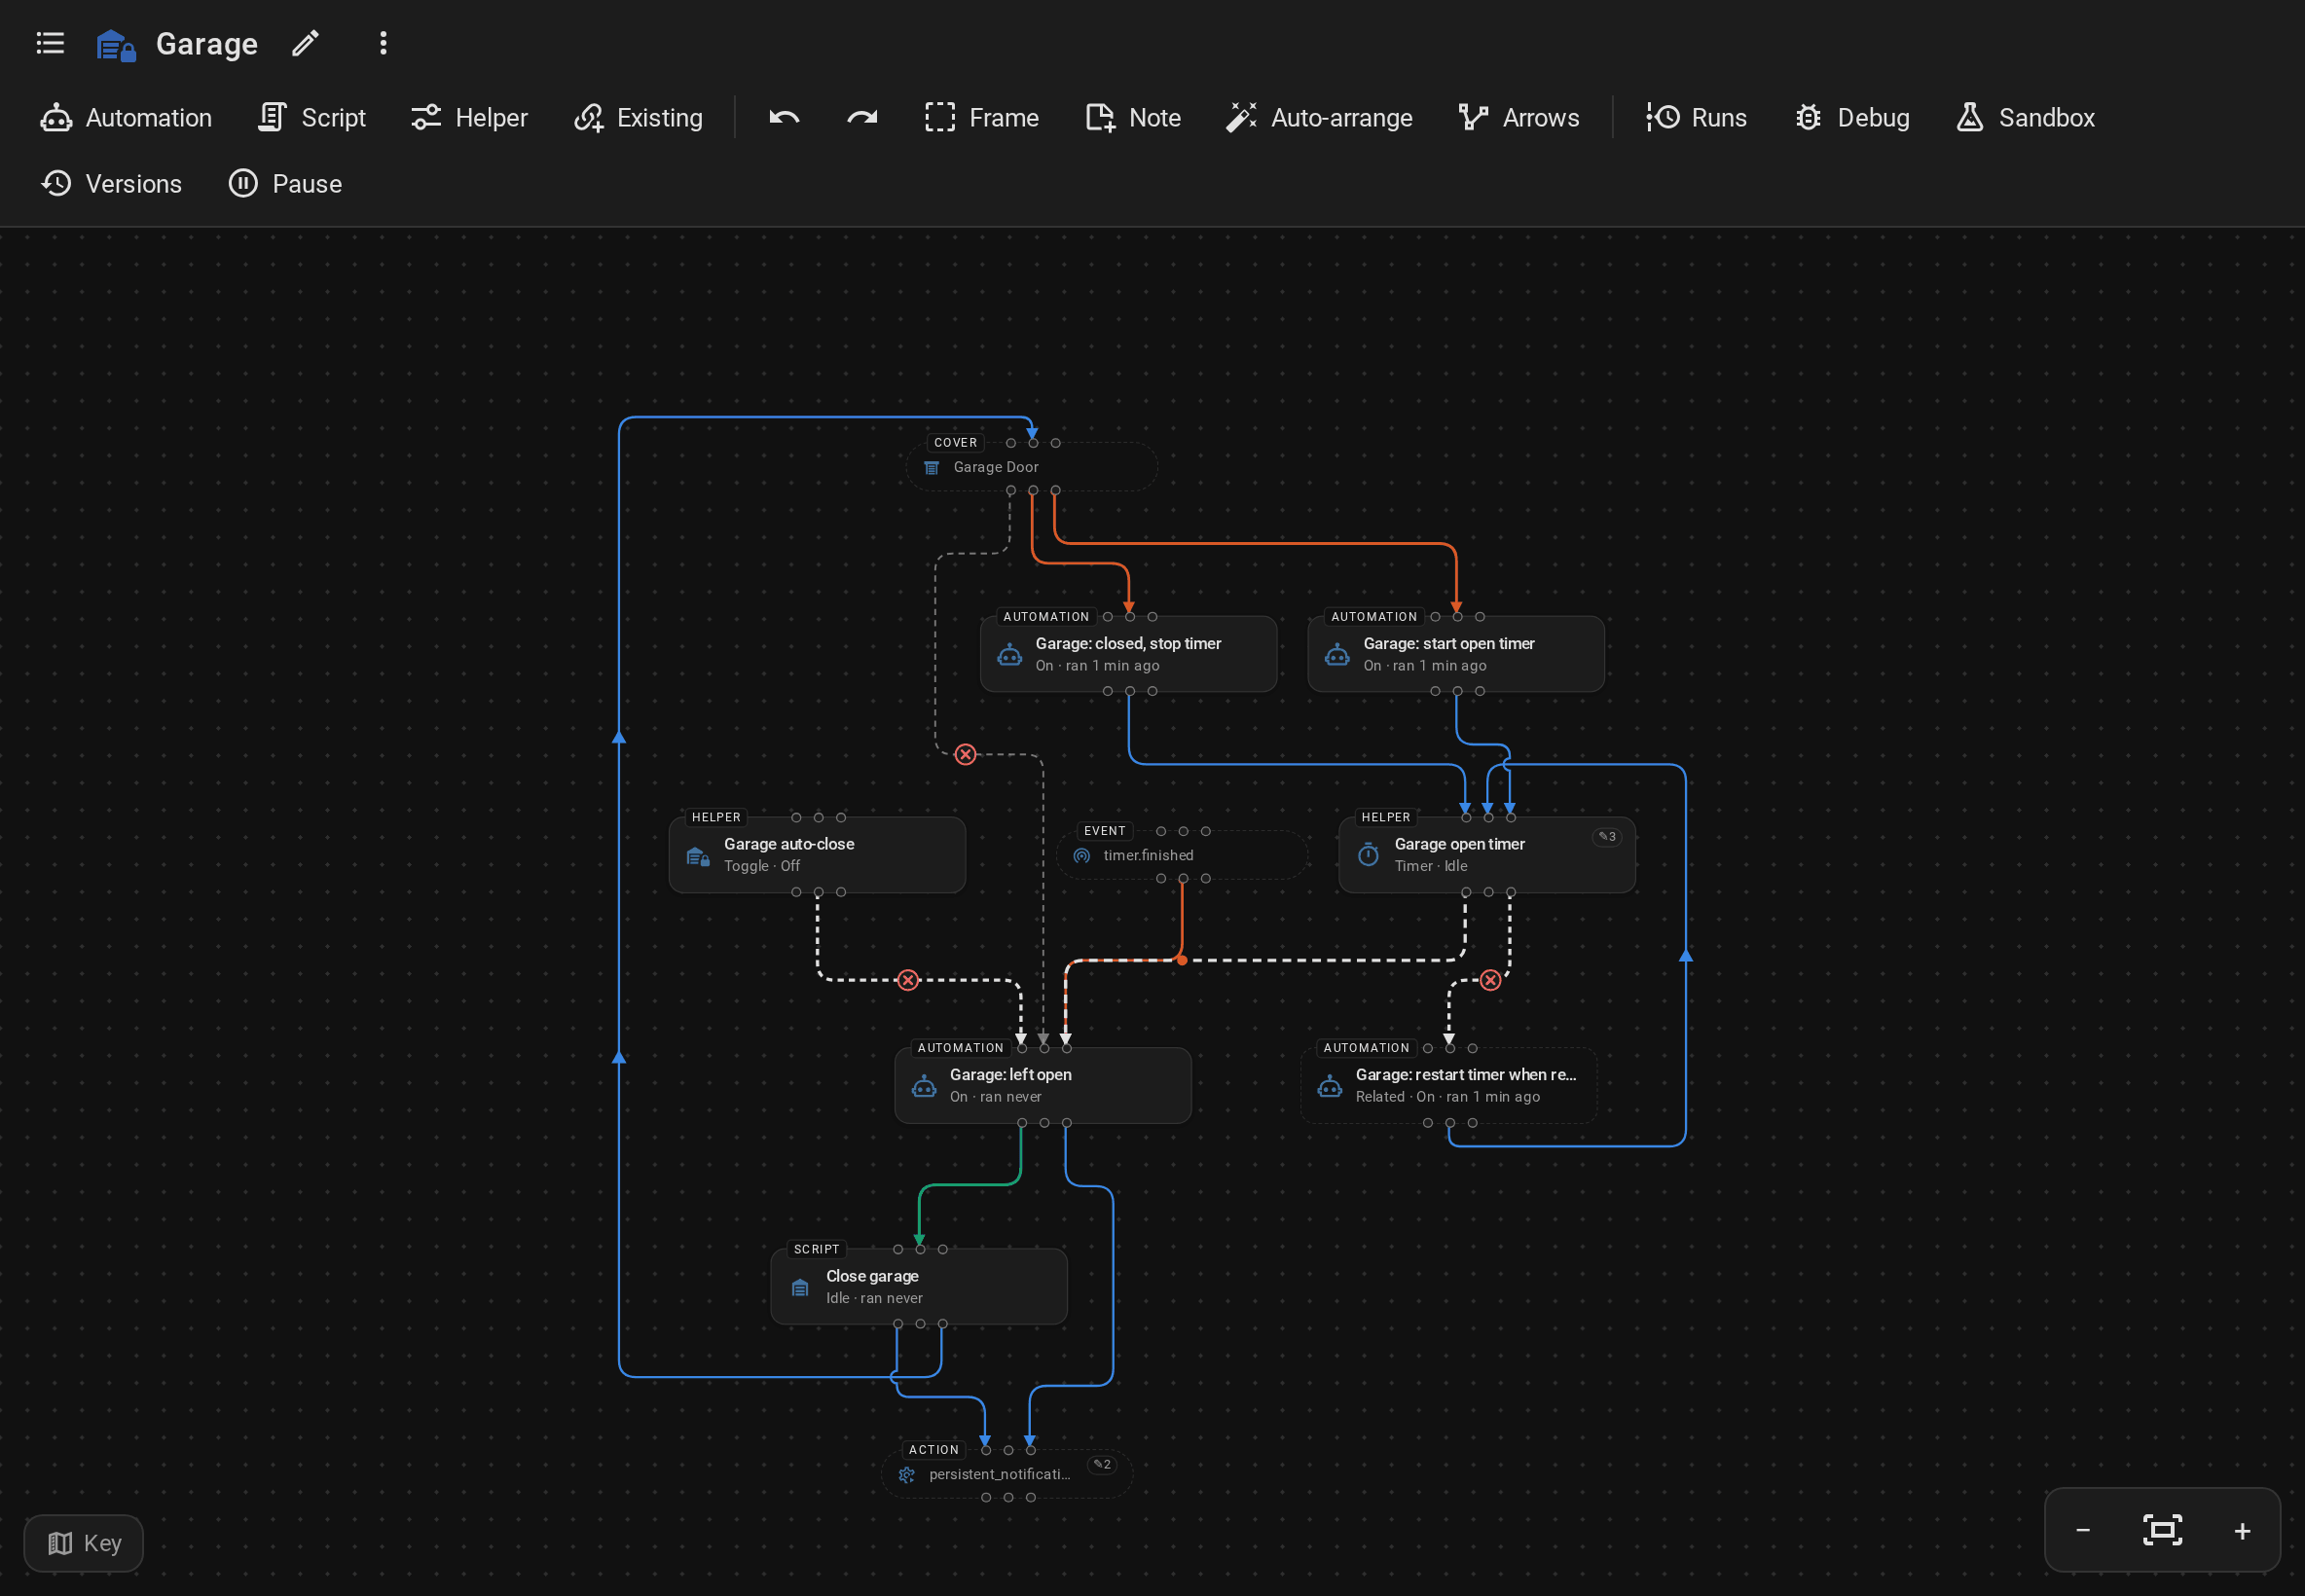 Garage
Automation
Script
Helper
Existing
Frame
Note
Auto-arrange
Arrows
Runs
Debug
Sandbox
Versions
Pause
COVER
Garage Door
AUTOMATION
Garage: closed, stop timer
On · ran 1 min ago
AUTOMATION
Garage: start open timer
On · ran 1 min ago
HELPER
Garage auto-close
Toggle · Off
EVENT
timer.finished
HELPER
Garage open timer
Timer · Idle
✎3
AUTOMATION
Garage: left open
On · ran never
AUTOMATION
Garage: restart timer when re…
Related · On · ran 1 min ago
SCRIPT
Close garage
Idle · ran never
ACTION
persistent_notificati…
✎2
Key